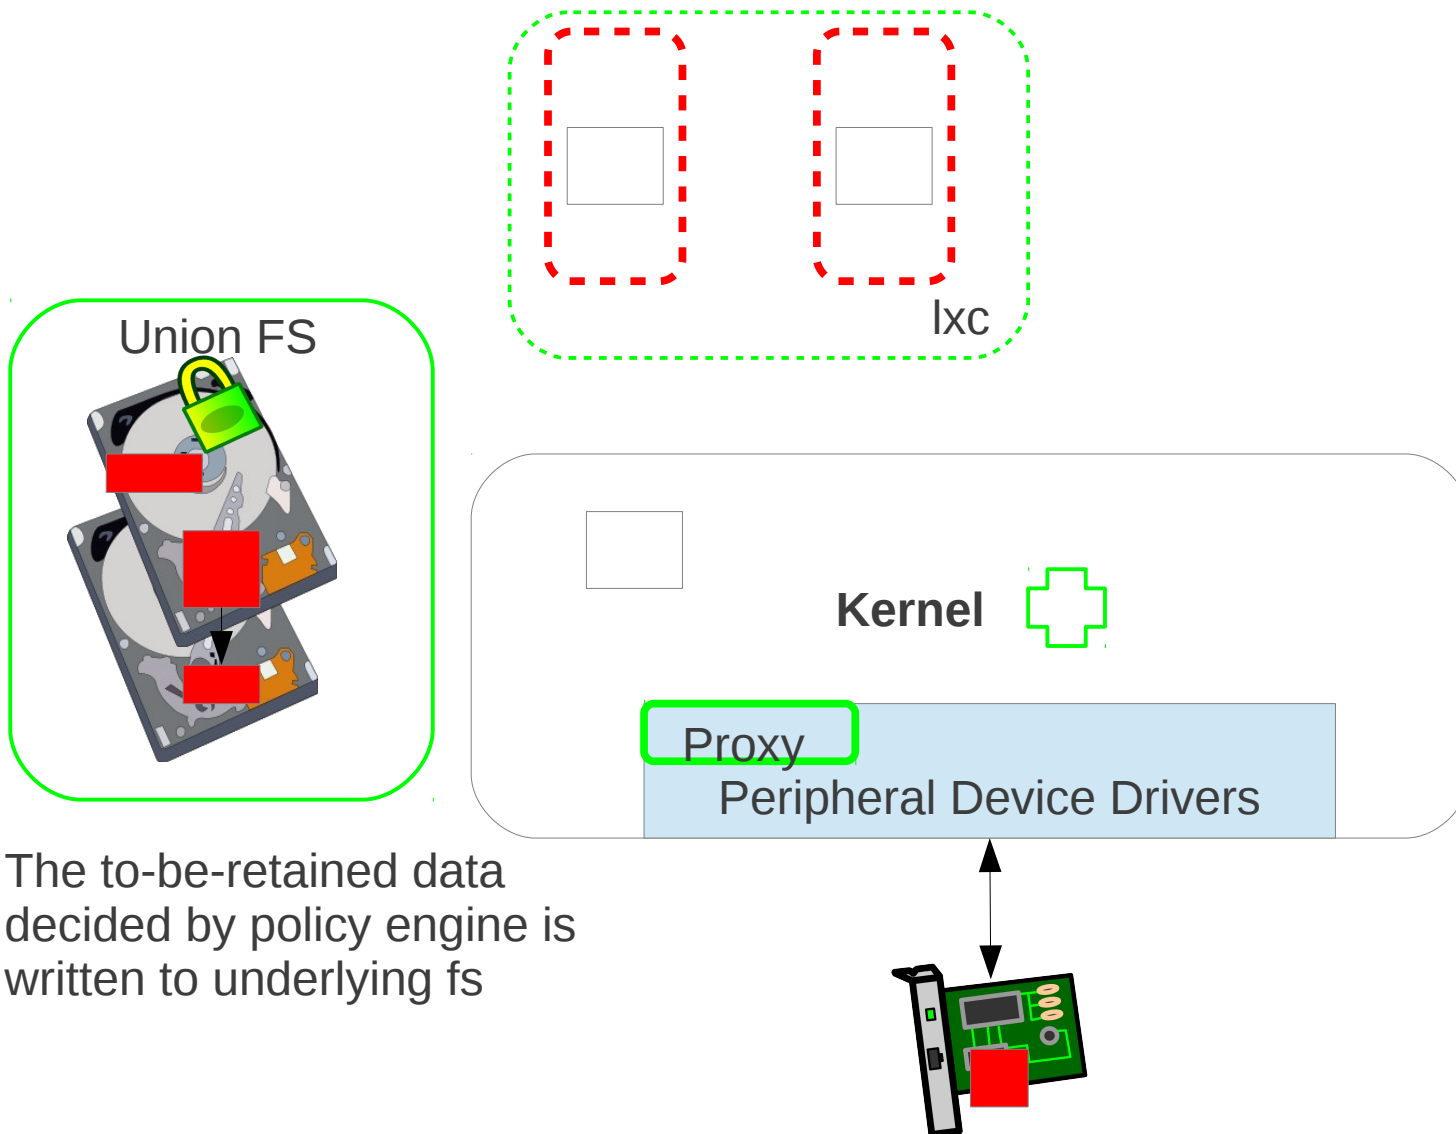 lxc
Union FS
Kernel
Proxy
Peripheral Device Drivers
The to-be-retained data
decided by policy engine is
written to underlying fs